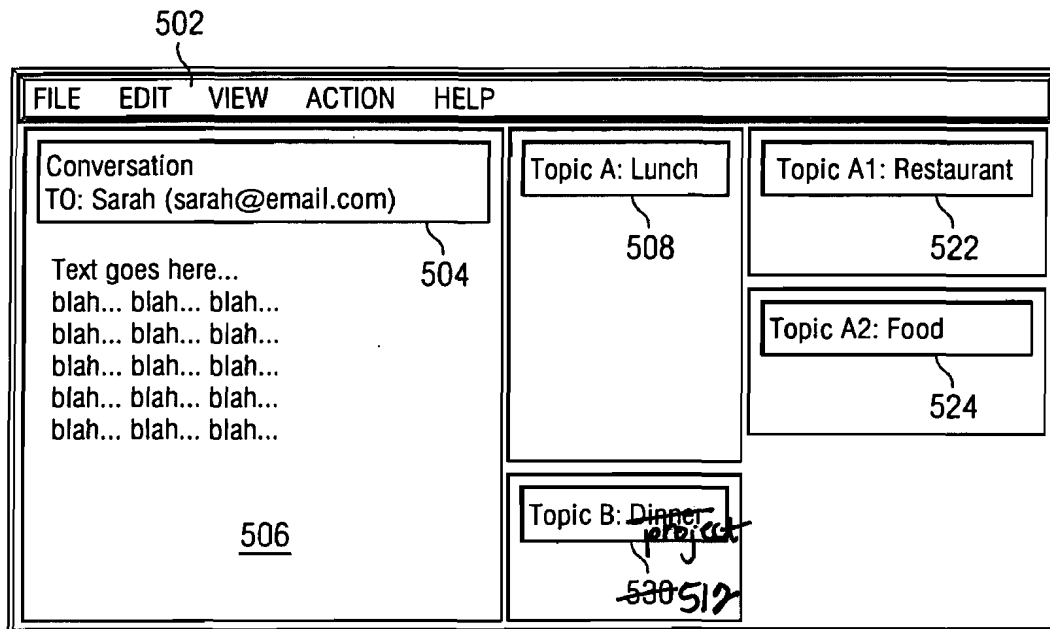 502
FILE EDIT VIEW ACTION HELP
Conversation
TO: Sarah (sarah@email.com)
504
Text goes here...
blah... blah... blah...
blah... blah... blah...
blah... blah... blah...
blah... blah... blah...
blah... blah... blah...
506
Topic A: Lunch
508
Topic A1: Restaurant
522
Topic A2: Food
524
Topic B: Dinner
project
530 512